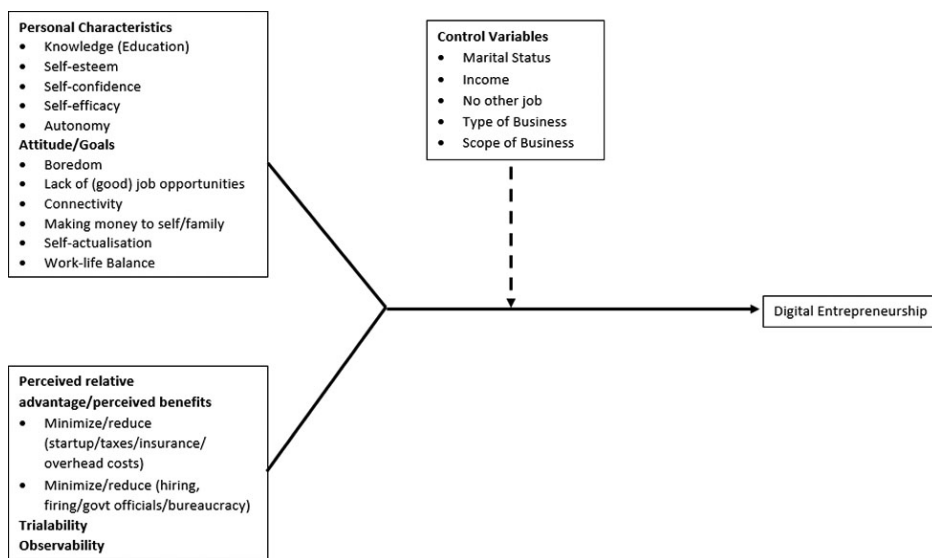 Personal Characteristics
• Knowledge (Education)
• Self-esteem
• Self-confidence
• Self-efficacy
• Autonomy
Attitude/Goals
• Boredom
• Lack of (good) job opportunities
• Connectivity
• Making money to self/family
• Self-actualisation
• Work-life Balance
Control Variables
• Marital Status
• Income
• No other job
• Type of Business
• Scope of Business
Digital Entrepreneurship
Perceived relative
advantage/perceived benefits
• Minimize/reduce
(startup/taxes/insurance/
overhead costs)
• Minimize/reduce (hiring,
firing/govt officials/bureaucracy)
Trialability
Observability